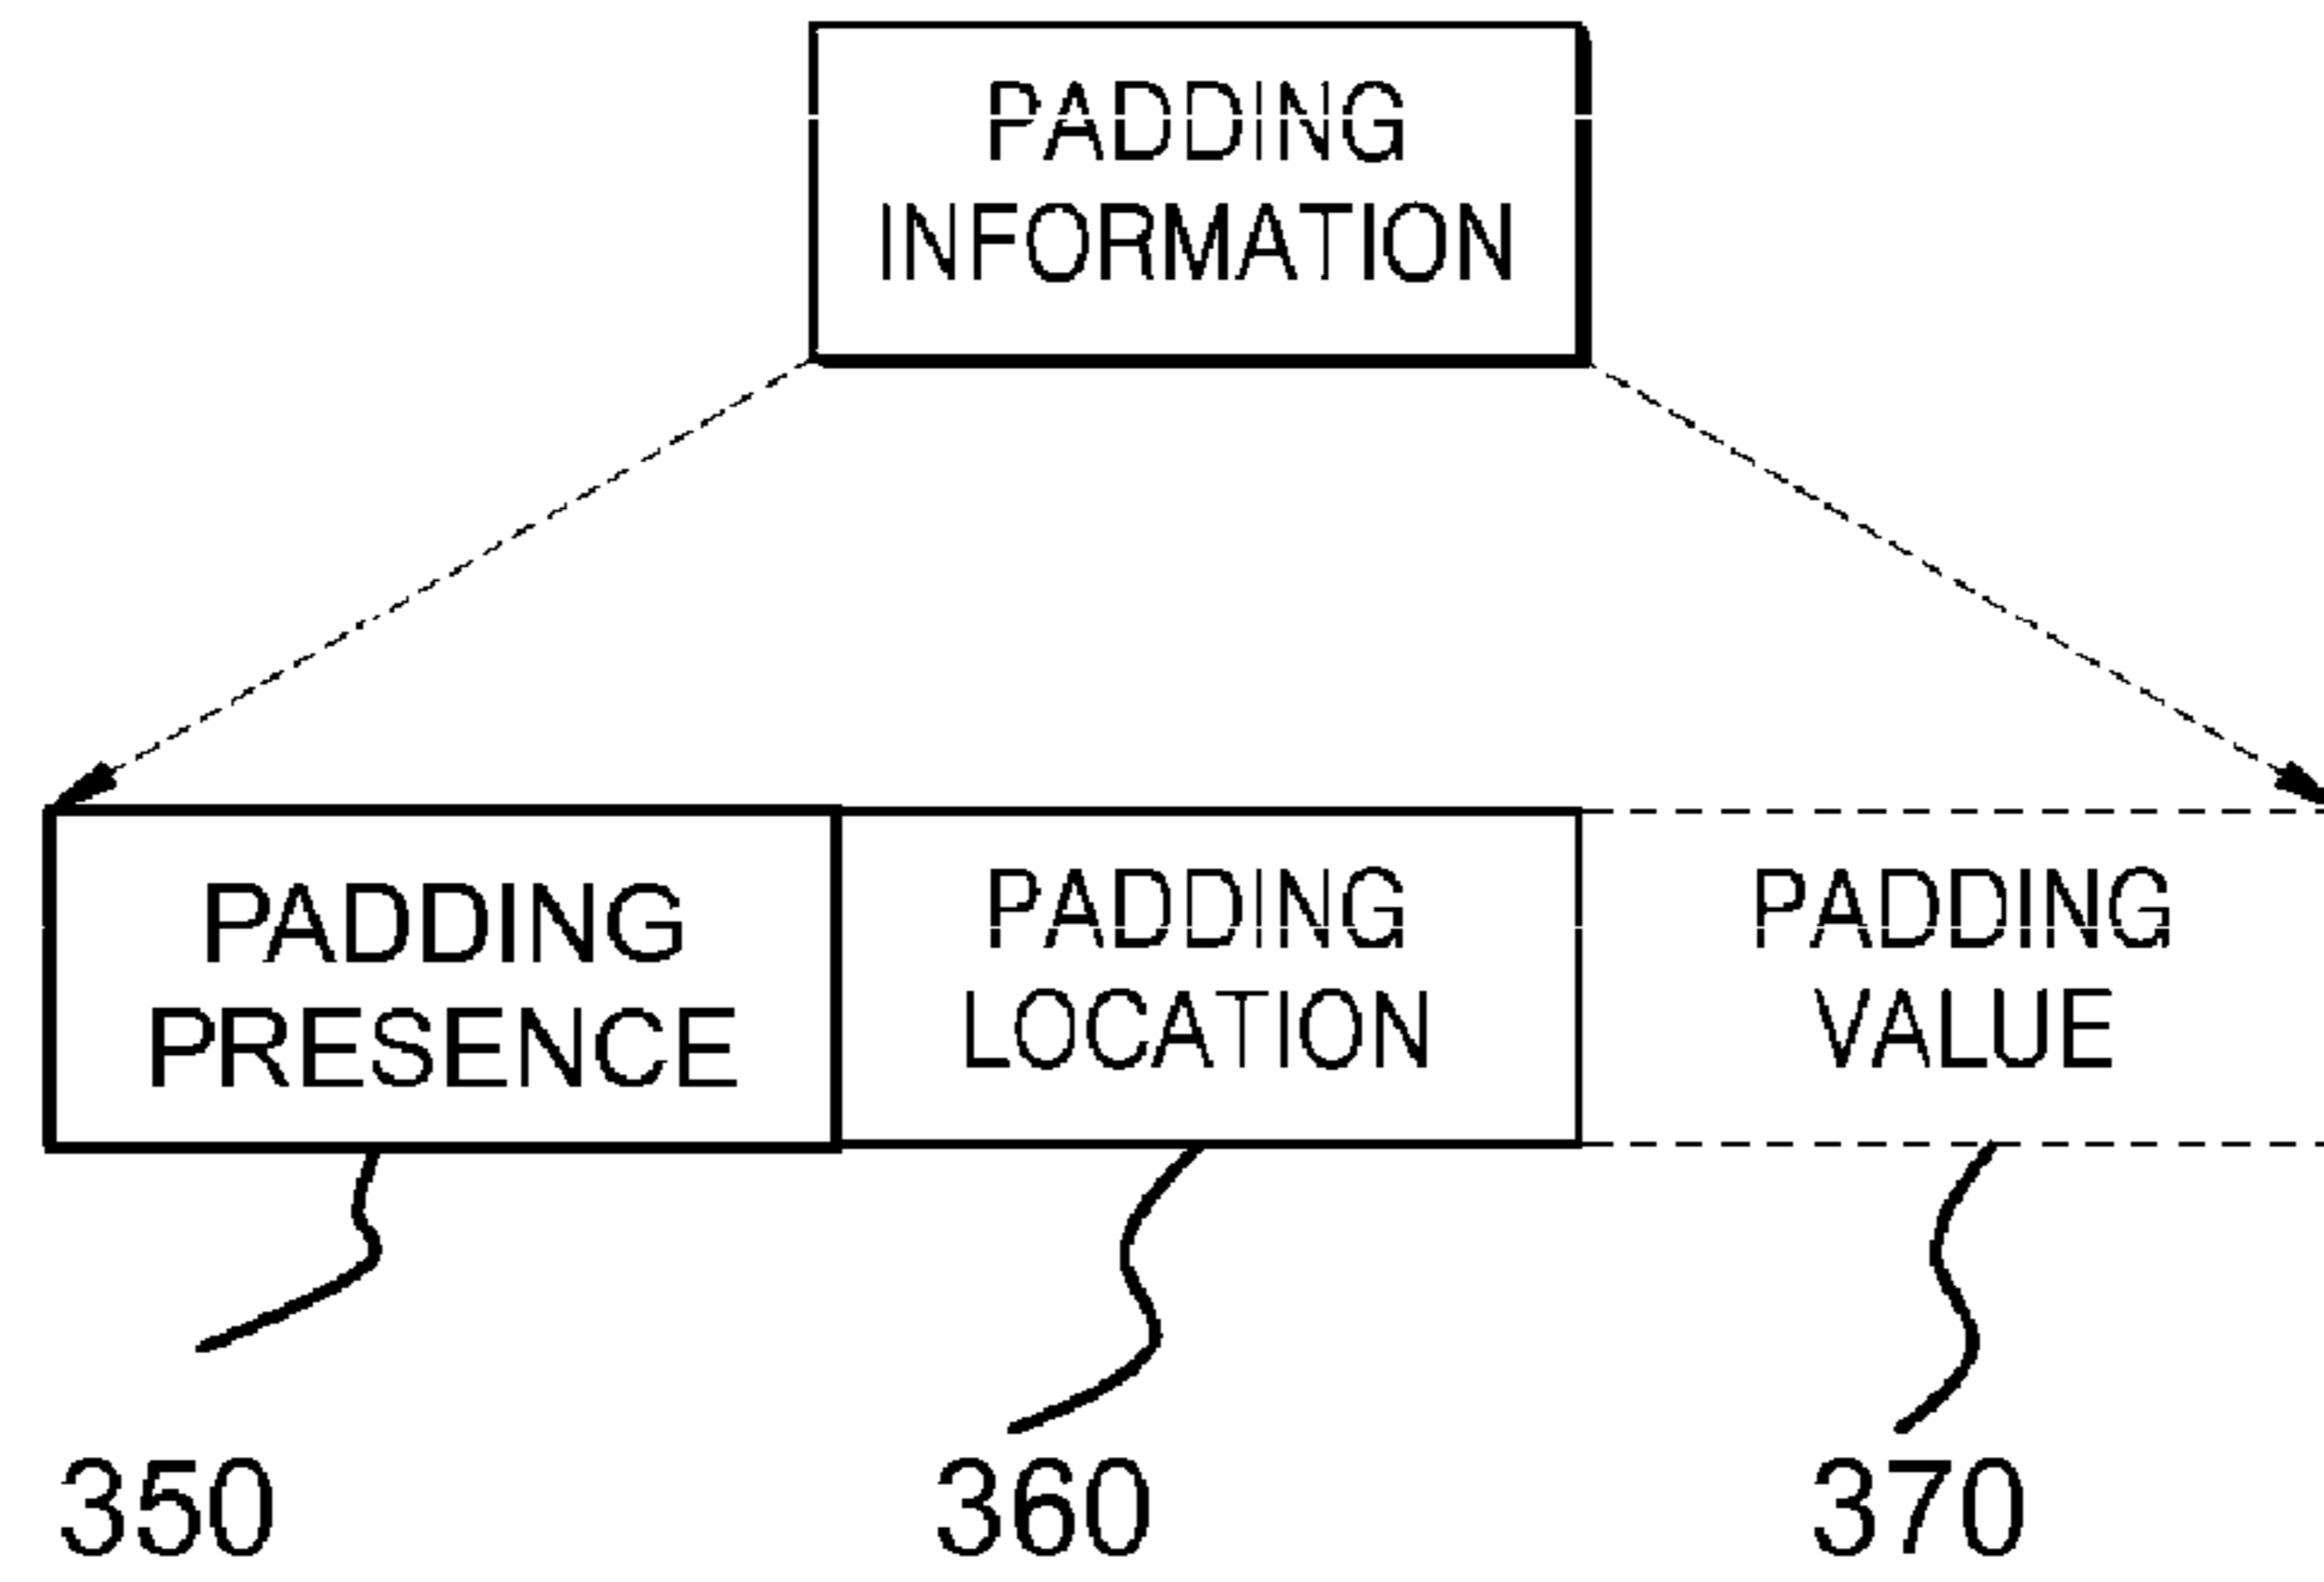 PADDING
INFORMATION
PADDING
PRESENCE
PADDING
LOCATION
PADDING
VALUE
350
360
370